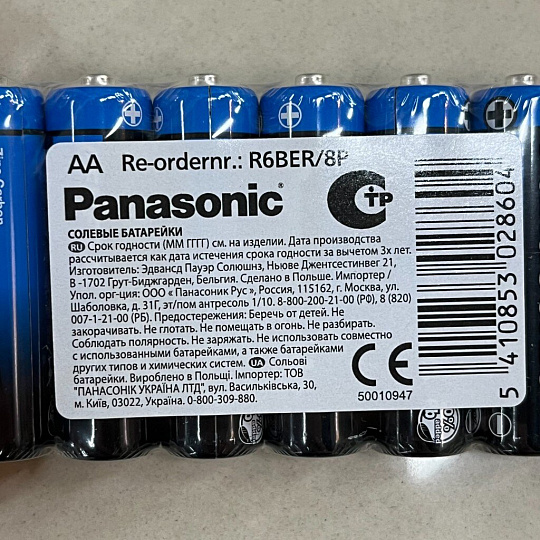 AA Re-ordernr.: R6BER/8P
Panasonic
СОЛЕВЫЕ БАТАРЕЙКИ
RU Срок годности (ММ ГГГГ) см. на изделии. Дата производства
рассчитывается как дата истечения срока годности за вычетом 3х лет.
Изготовитель: Эдвансд Пауэр Солюшнз, Ньюве Джентсестинвег 21,
B -1702 Грут-Биджгарден, Бельгия. Сделано в Польше. Импортер /
Упол. орг-ция: ООО « Панасоник Рус », Россия, 115162, г. Москва, ул.
Шаболовка, д. 31Г, эт/пом антресоль 1/10. 8-800-200-21-00 (РФ), 8 (820)
007-1-21-00 (РБ). Предостережения: Беречь от детей. Не
закорачивать. Не глотать. Не помещать в огонь. Не разбирать.
Соблюдать полярность. Не заряжать. Не использовать совместно
с использованными батарейками, а также батарейками
других типов и химических систем. UA Сольові
батарейки. Вироблено в Польщі. Імпортер: ТОВ
"ПАНАСОНІК УКРАЇНА ЛТД", вул. Васильківська, 30,
м. Київ, 03022, Україна. 0-800-309-880.
СТР
CE
50010947
5 410853 028604
Zinc Carbon